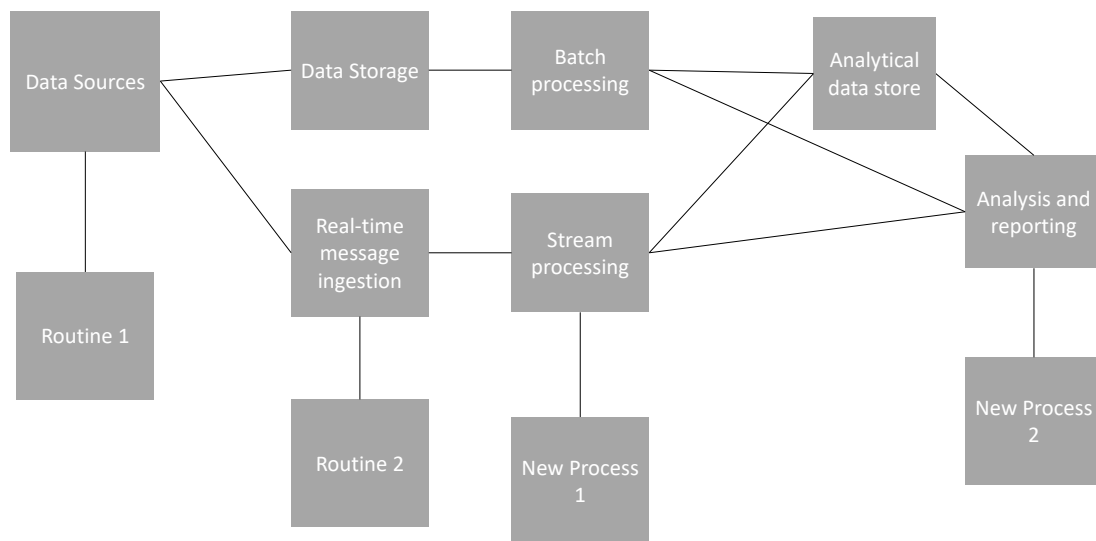 Data Sources
Data Storage
Batch
processing
Analytical
data store
Real-time
message
ingestion
Stream
processing
Analysis and
reporting
Routine 1
Routine 2
New Process
1
New Process
2